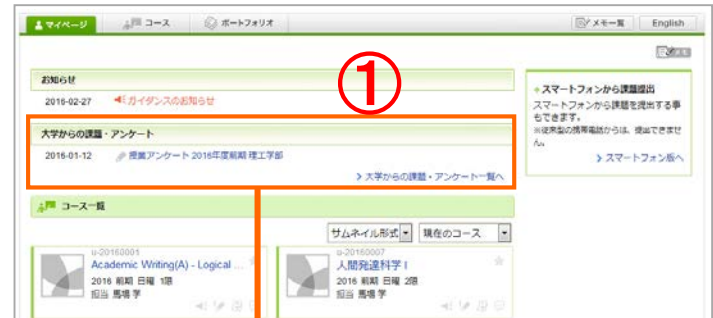 マイページ コース ポートフォリオ メモ一覧 English
お知らせ
2016-02-27 ガイダンスのお知らせ
①
大学からの課題・アンケート
2016-01-12 授業アンケート 2016年度前期 理工学部
大学からの課題・アンケート一覧へ
スマートフォンから課題提出
スマートフォンから課題を提出する事
もできます。
※従来型の携帯電話からは、提出できませ
ん。
スマートフォン版へ
コース一覧
サムネイル形式 現在のコース
u-20160001
Academic Writing(A) - Logical ...
2016 前期 日曜 1限
担当 馬場 学
u-20160007
人間発達科学 I
2016 前期 日曜 2限
担当 馬場 学